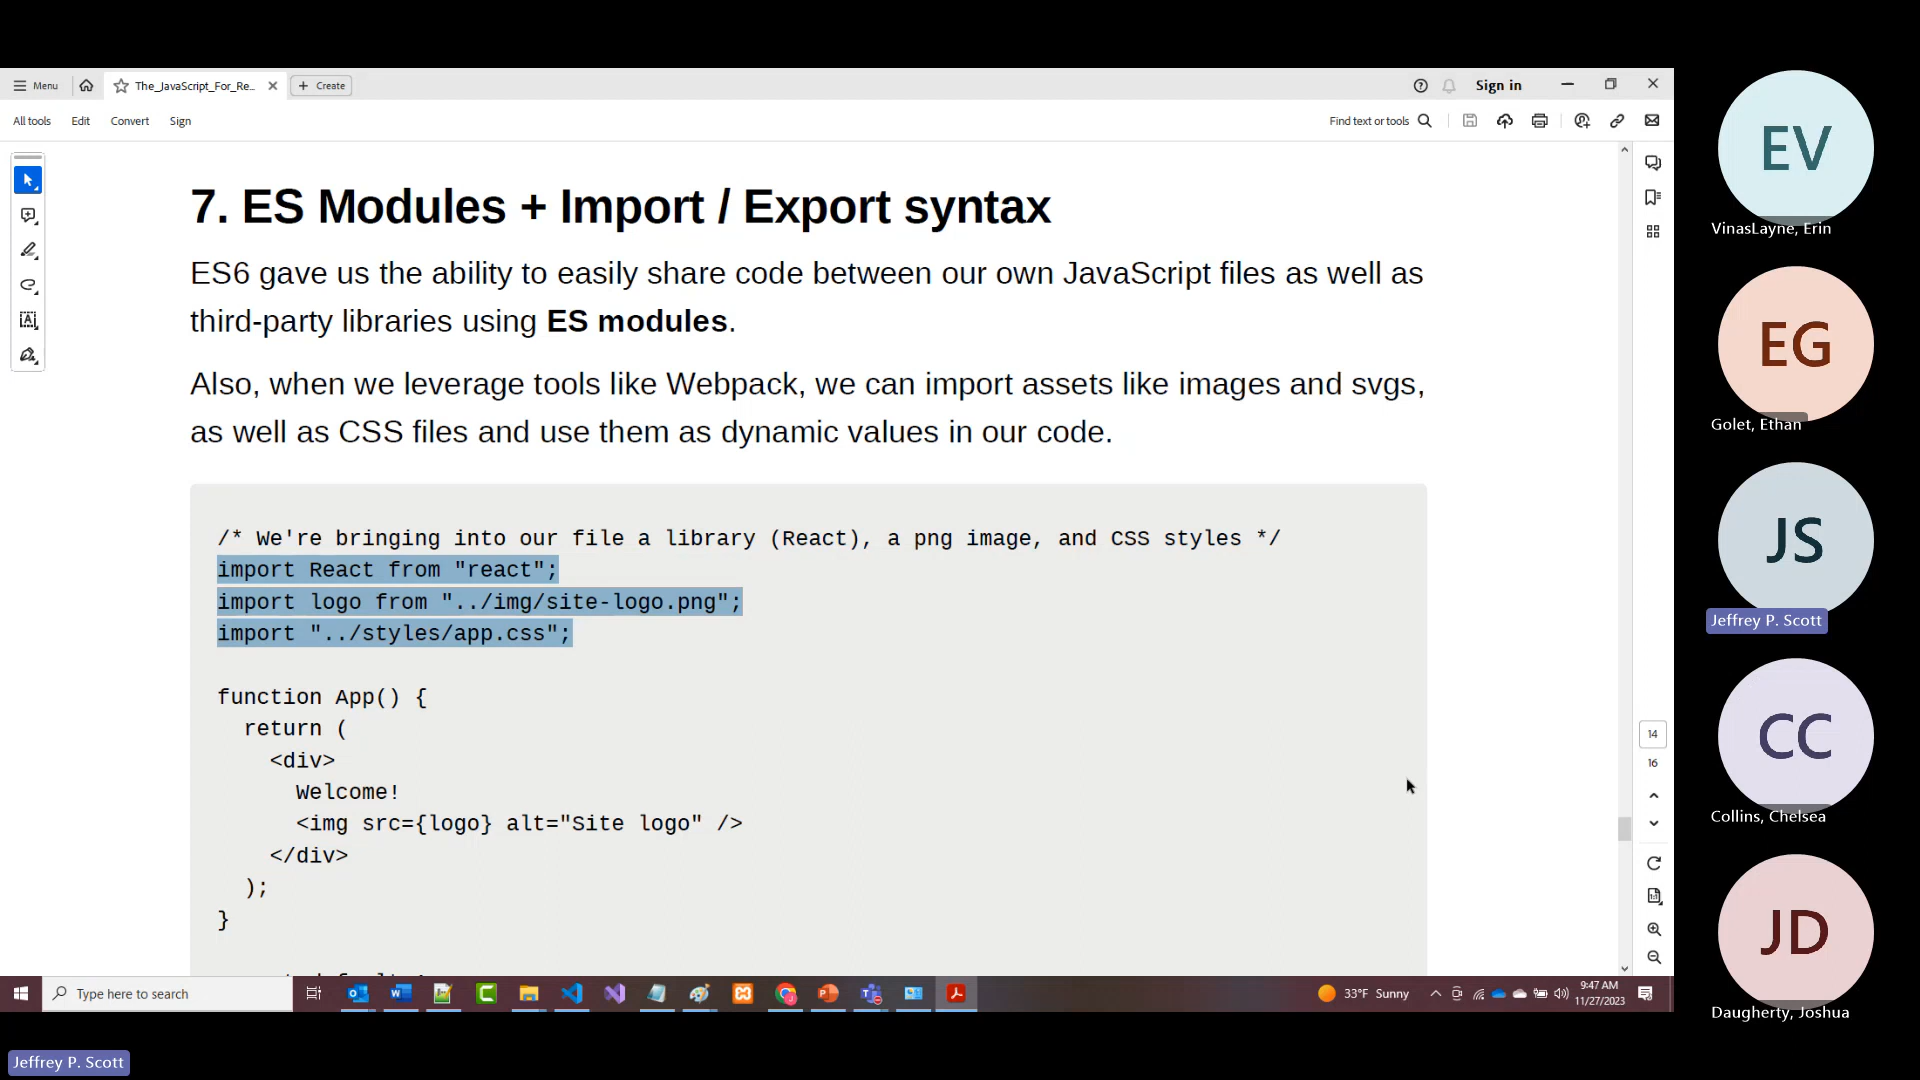 Menu
The_JavaScript_For_Re...
Create
Sign in
All tools
Edit
Convert
Sign
Find text or tools
7. ES Modules + Import / Export syntax
ES6 gave us the ability to easily share code between our own JavaScript files as well as
third-party libraries using ES modules.
Also, when we leverage tools like Webpack, we can import assets like images and svgs,
as well as CSS files and use them as dynamic values in our code.
/* We're bringing into our file a library (React), a png image, and CSS styles */
import React from "react";
import logo from "../img/site-logo.png";
import "../styles/app.css";
function App() {
return (
<div>
Welcome!
<img src={logo} alt="Site logo" />
</div>
);
}
14
16
Type here to search
33°F Sunny
9:47 AM
11/27/2023
EV
VinasLayne, Erin
EG
Golet, Ethan
JS
Jeffrey P. Scott
CC
Collins, Chelsea
JD
Daugherty, Joshua
Jeffrey P. Scott